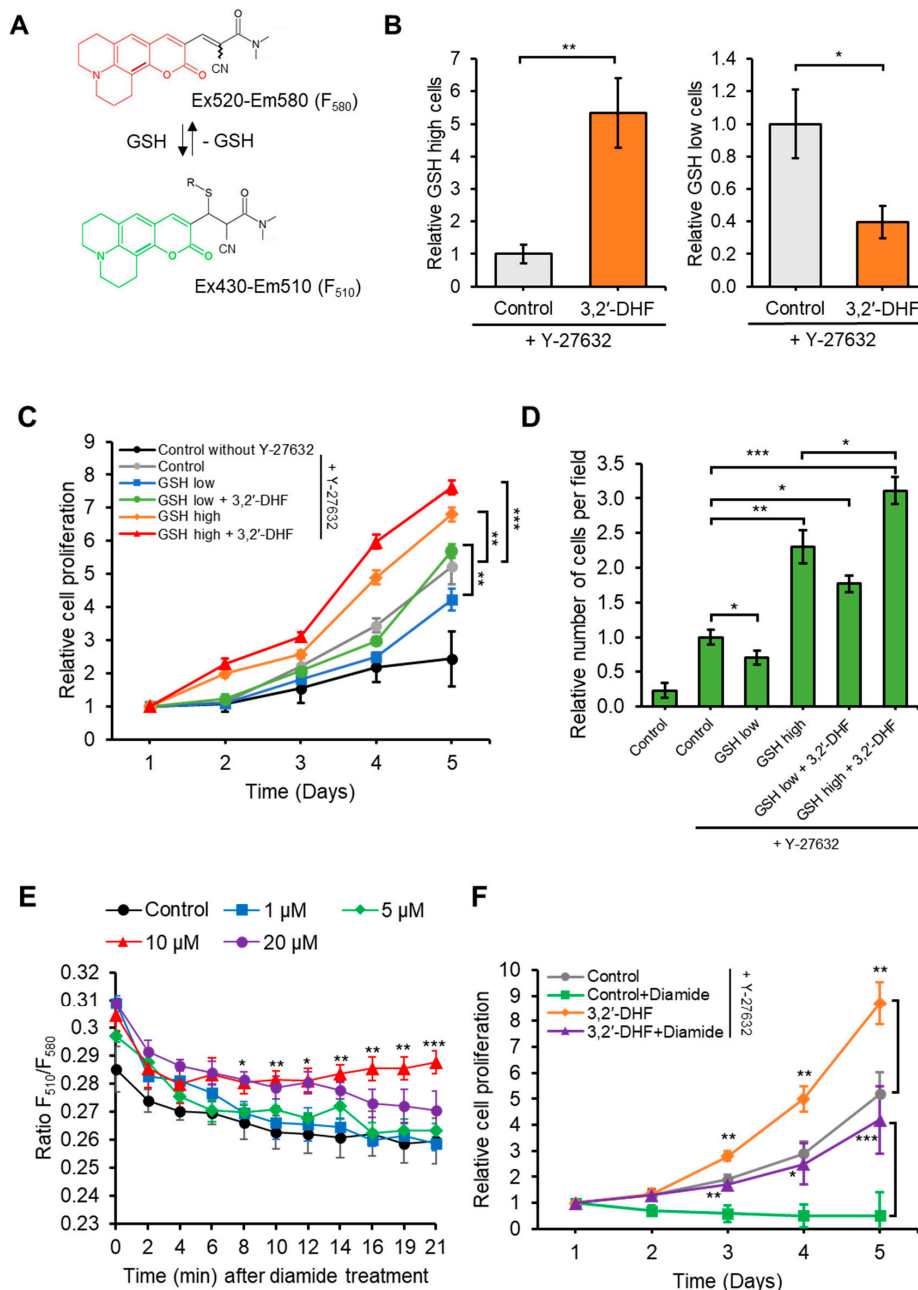 A
N
O
O
CN
O
N
Ex520-Em580 (F580)
GSH
- GSH
R
S
N
O
O
CN
O
N
Ex430-Em510 (F510)
B
Relative GSH high cells
7
6
5
4
3
2
1
0
**
Control
3,2′-DHF
+ Y-27632
Relative GSH low cells
1.4
1.2
1.0
0.8
0.6
0.4
0.2
0.0
*
Control
3,2′-DHF
+ Y-27632
C
Relative cell proliferation
9
8
7
6
5
4
3
2
1
0
Control without Y-27632
Control
GSH low
GSH low + 3,2′-DHF
GSH high
GSH high + 3,2′-DHF
+ Y-27632
***
**
**
1 2 3 4 5
Time (Days)
D
Relative number of cells per field
3.5
3.0
2.5
2.0
1.5
1.0
0.5
0.0
*
***
*
**
*
Control
Control
GSH low
GSH high
GSH low + 3,2′-DHF
GSH high + 3,2′-DHF
+ Y-27632
E
Control 1 µM 5 µM
10 µM 20 µM
Ratio F510/F580
0.32
0.31
0.3
0.29
0.28
0.27
0.26
0.25
0.24
0.23
* ** * ** ** ** ***
0 2 4 6 8 10 12 14 16 19 21
Time (min) after diamide treatment
F
Relative cell proliferation
10
9
8
7
6
5
4
3
2
1
0
Control
Control+Diamide
3,2′-DHF
3,2′-DHF+Diamide
+ Y-27632
**
**
**
***
*
**
1 2 3 4 5
Time (Days)